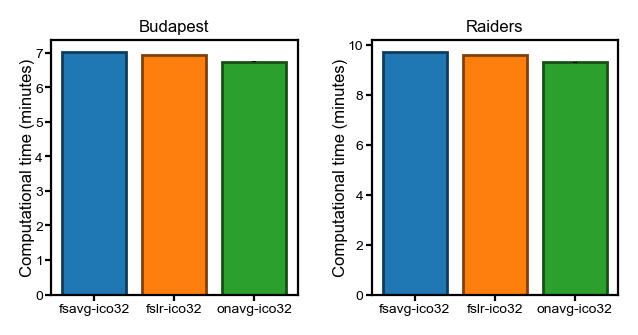 Budapest
Computational time (minutes)
7
6
5
4
3
2
1
0
fsavg-ico32 fslr-ico32 onavg-ico32
Raiders
Computational time (minutes)
10
8
6
4
2
0
fsavg-ico32 fslr-ico32 onavg-ico32